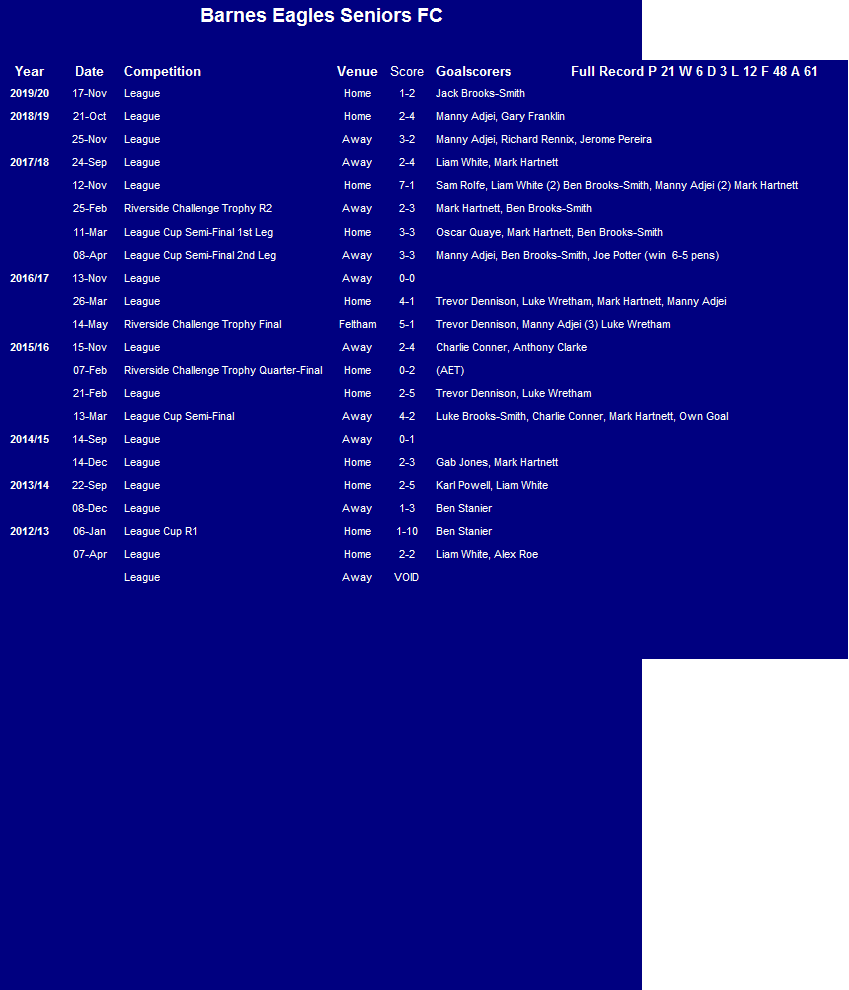 Barnes Eagles Seniors FC
Year Date Competition Venue Score Goalscorers Full Record P 21 W 6 D 3 L 12 F 48 A 61
2019/20 17-Nov League Home 1-2 Jack Brooks-Smith
2018/19 21-Oct League Home 2-4 Manny Adjei, Gary Franklin
25-Nov League Away 3-2 Manny Adjei, Richard Rennix, Jerome Pereira
2017/18 24-Sep League Away 2-4 Liam White, Mark Hartnett
12-Nov League Home 7-1 Sam Rolfe, Liam White (2) Ben Brooks-Smith, Manny Adjei (2) Mark Hartnett
25-Feb Riverside Challenge Trophy R2 Away 2-3 Mark Hartnett, Ben Brooks-Smith
11-Mar League Cup Semi-Final 1st Leg Home 3-3 Oscar Quaye, Mark Hartnett, Ben Brooks-Smith
08-Apr League Cup Semi-Final 2nd Leg Away 3-3 Manny Adjei, Ben Brooks-Smith, Joe Potter (win 6-5 pens)
2016/17 13-Nov League Away 0-0
26-Mar League Home 4-1 Trevor Dennison, Luke Wretham, Mark Hartnett, Manny Adjei
14-May Riverside Challenge Trophy Final Feltham 5-1 Trevor Dennison, Manny Adjei (3) Luke Wretham
2015/16 15-Nov League Away 2-4 Charlie Conner, Anthony Clarke
07-Feb Riverside Challenge Trophy Quarter-Final Home 0-2 (AET)
21-Feb League Home 2-5 Trevor Dennison, Luke Wretham
13-Mar League Cup Semi-Final Away 4-2 Luke Brooks-Smith, Charlie Conner, Mark Hartnett, Own Goal
2014/15 14-Sep League Away 0-1
14-Dec League Home 2-3 Gab Jones, Mark Hartnett
2013/14 22-Sep League Home 2-5 Karl Powell, Liam White
08-Dec League Away 1-3 Ben Stanier
2012/13 06-Jan League Cup R1 Home 1-10 Ben Stanier
07-Apr League Home 2-2 Liam White, Alex Roe
League Away VOID